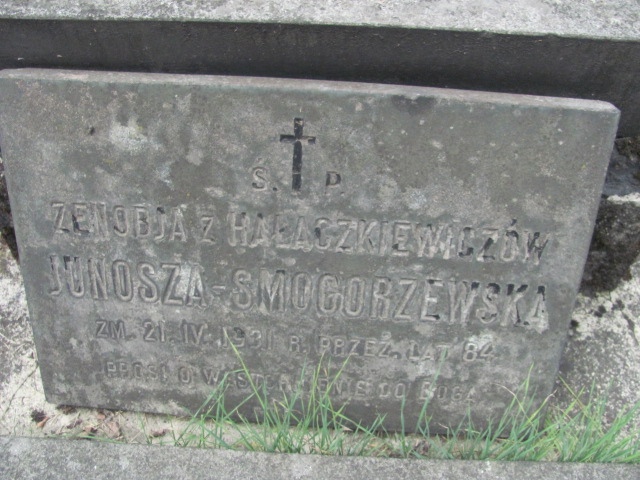 Ś. P.
ZENOBJA Z HAŁACZKIEWICZÓW
JUNOSZA-SMOGORZEWSKA
ZM. 21. IV. 1931 R. PRZEŻ. LAT 84
PROSI O WESTCHNIENIE DO BOGA